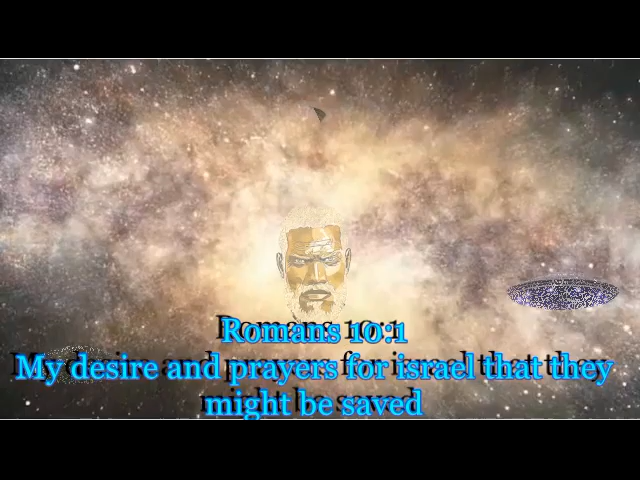 Romans 10:1
My desire and prayers for israel that they
might be saved